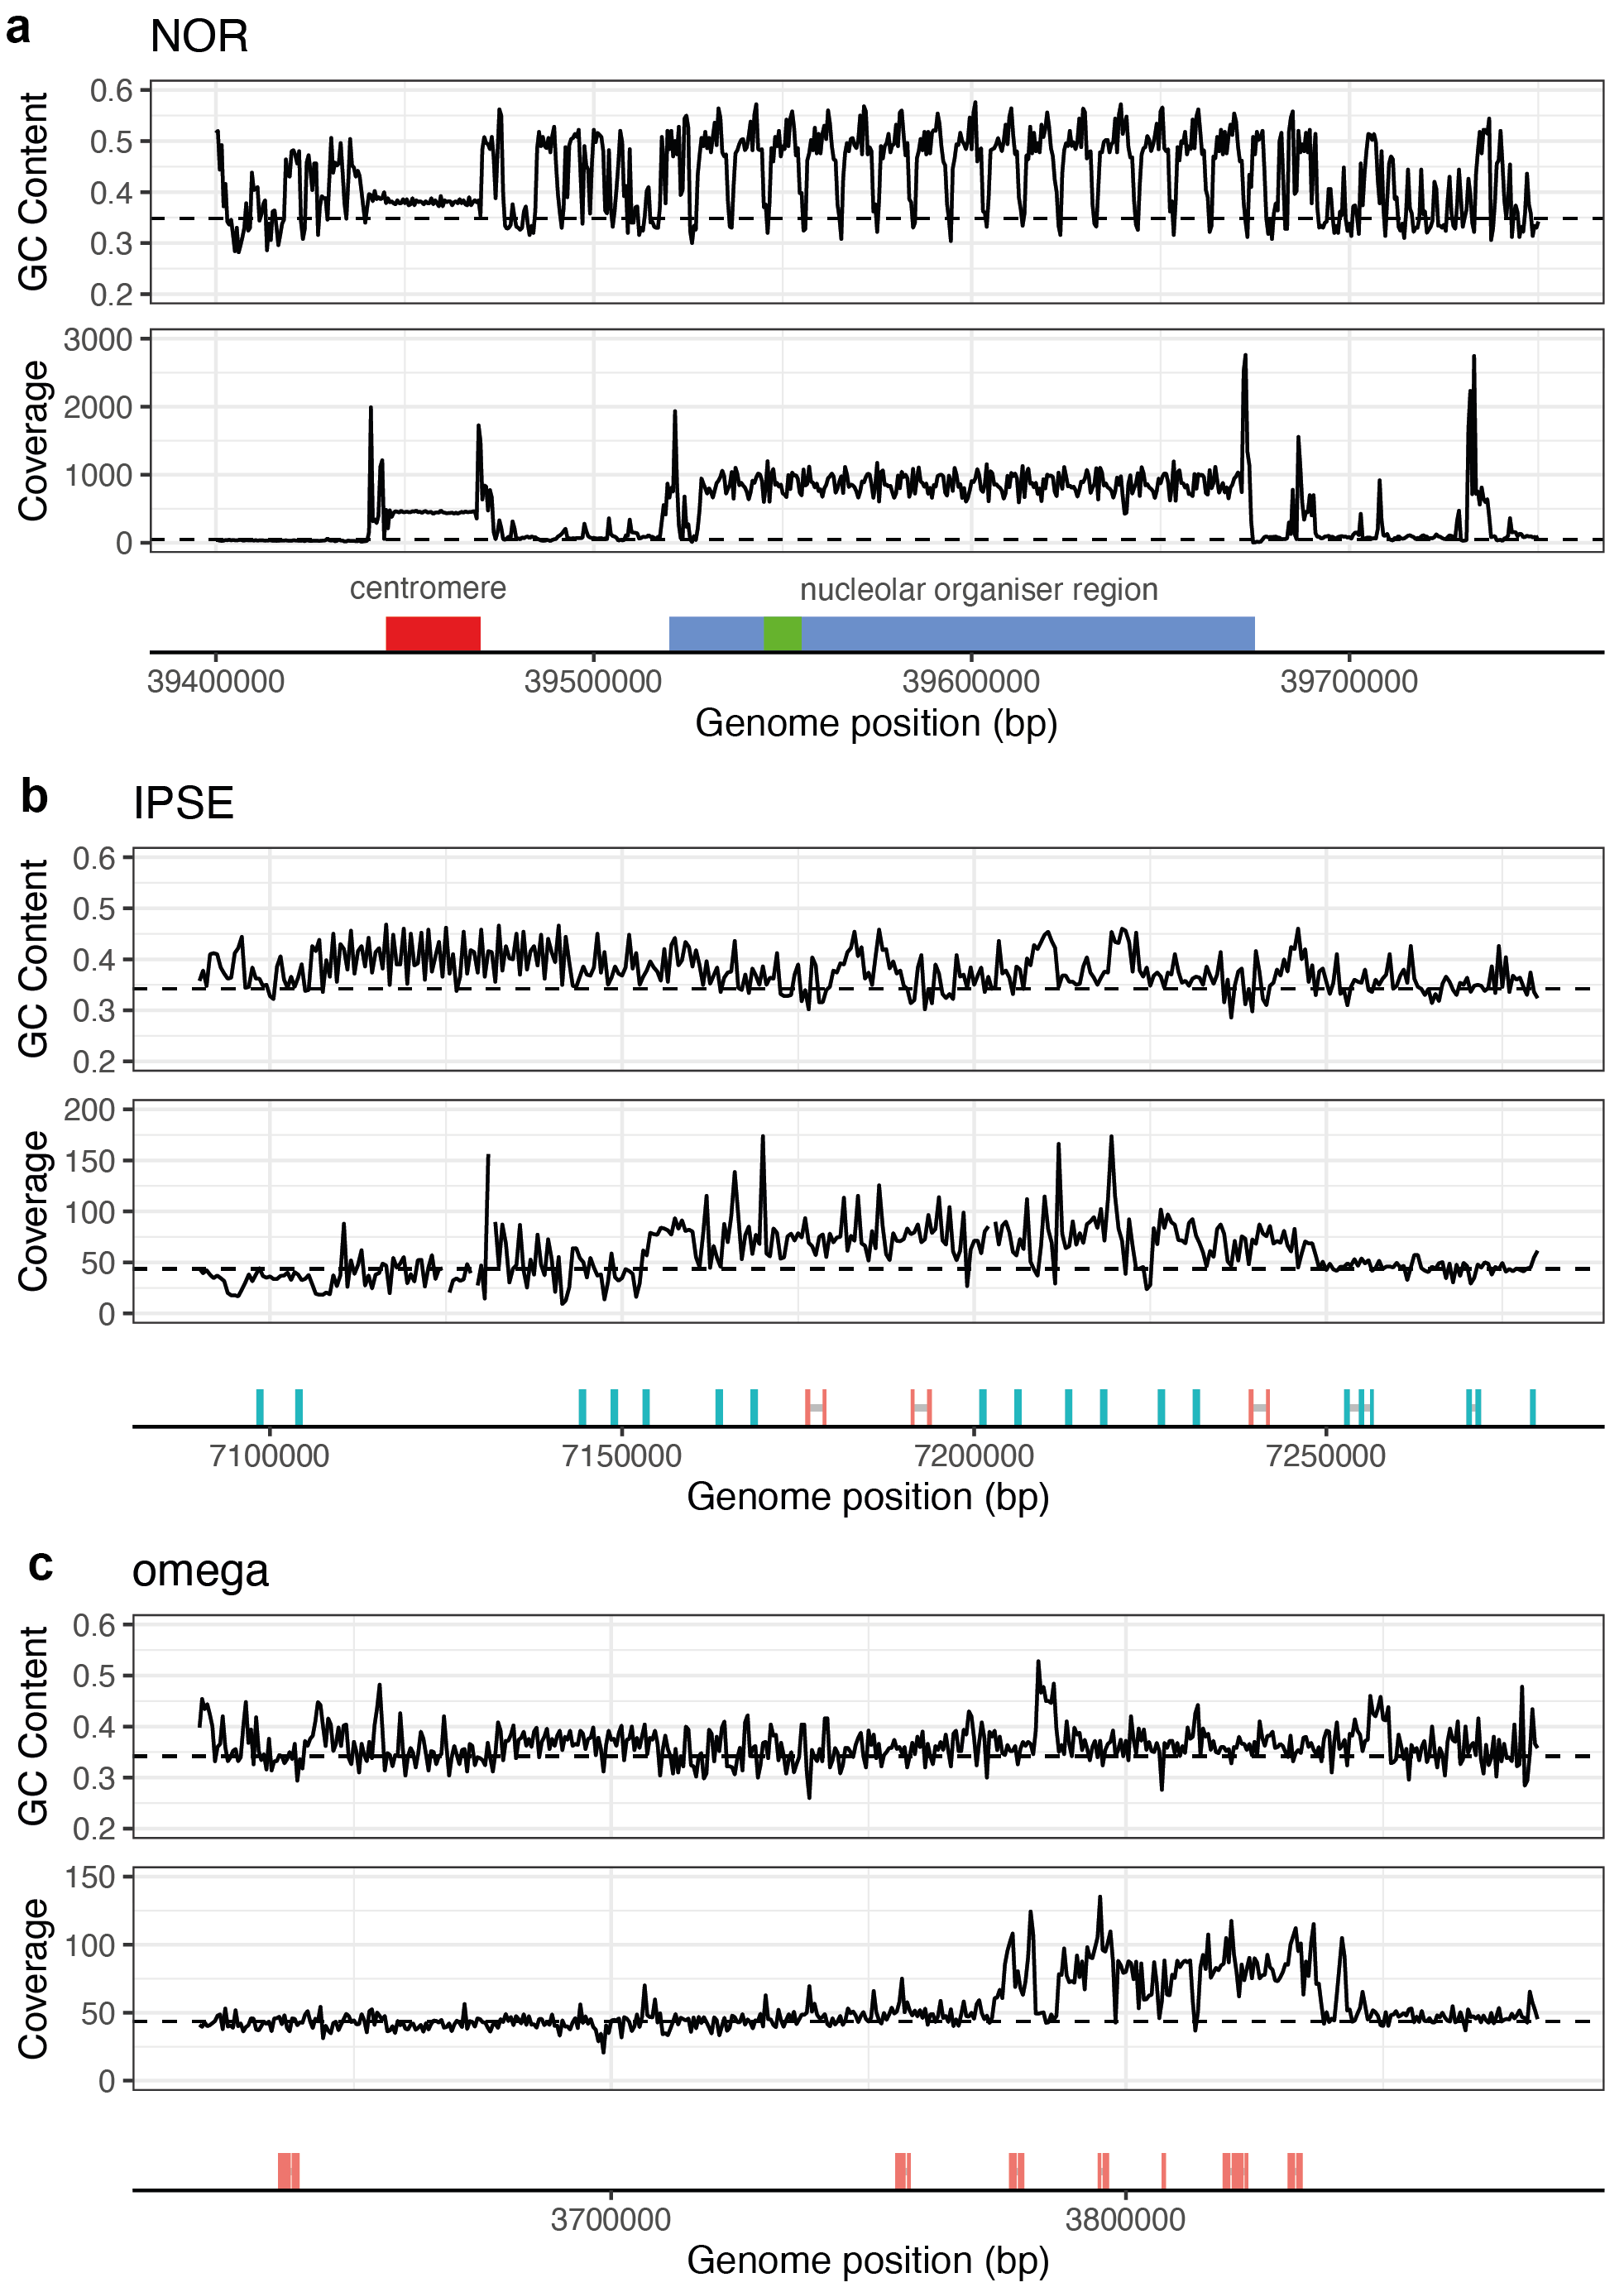 a
NOR
GC Content
0.6
0.5
0.4
0.3
0.2
Coverage
3000
2000
1000
0
centromere nucleolar organiser region
39400000 39500000 39600000 39700000
Genome position (bp)
b
IPSE
GC Content
0.6
0.5
0.4
0.3
0.2
Coverage
200
150
100
50
0
7100000 7150000 7200000 7250000
Genome position (bp)
c
omega
GC Content
0.6
0.5
0.4
0.3
0.2
Coverage
150
100
50
0
3700000 3800000
Genome position (bp)